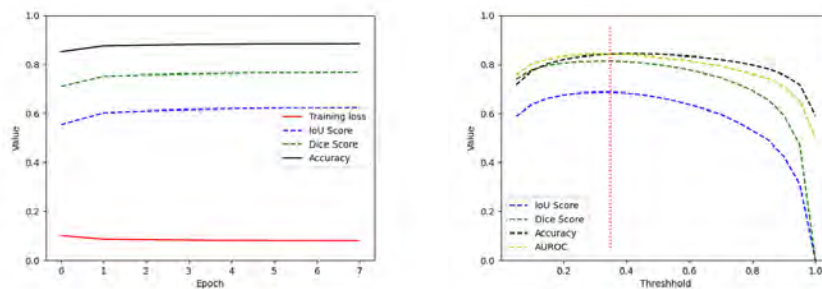 1.0
0.8
0.6
0.4
0.2
0.0
Value
0 1 2 3 4 5 6 7
Epoch
Training loss
IoU Score
Dice Score
Accuracy
1.0
0.8
0.6
0.4
0.2
0.0
Value
0.2 0.4 0.6 0.8 1.0
Threshhold
IoU Score
Dice Score
Accuracy
AUROC